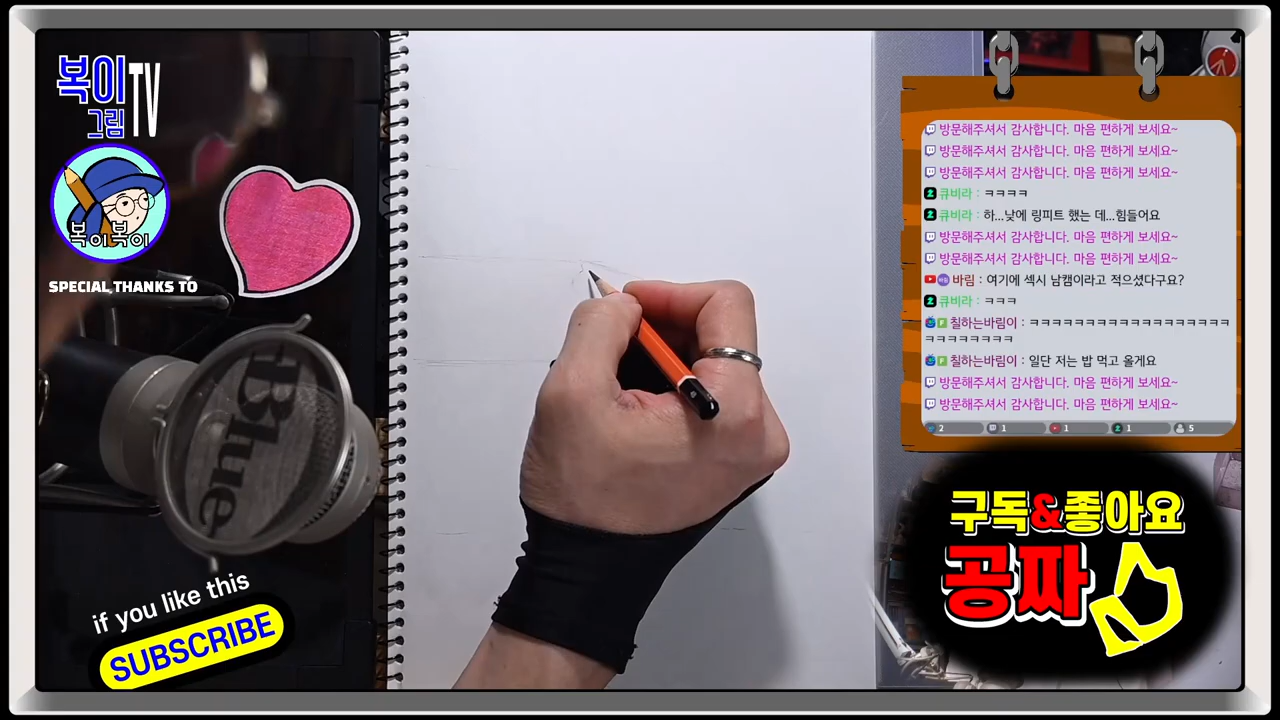 복이TV
그림
복이복이
SPECIAL THANKS TO
Blue
if you like this
SUBSCRIBE
방문해주셔서 감사합니다. 마음 편하게 보세요~
방문해주셔서 감사합니다. 마음 편하게 보세요~
방문해주셔서 감사합니다. 마음 편하게 보세요~
큐비라 : ㅋㅋㅋㅋ
큐비라 : 하...낮에 링피트 했는 데...힘들어요
방문해주셔서 감사합니다. 마음 편하게 보세요~
방문해주셔서 감사합니다. 마음 편하게 보세요~
바림 : 여기에 섹시 남캠이라고 적으셨다구요?
큐비라 : ㅋㅋㅋ
칠하는바림이 : ㅋㅋㅋㅋㅋㅋㅋㅋㅋㅋㅋㅋㅋㅋㅋㅋㅋㅋ
ㅋㅋㅋㅋㅋㅋㅋㅋ
칠하는바림이 : 일단 저는 밥 먹고 올게요
방문해주셔서 감사합니다. 마음 편하게 보세요~
방문해주셔서 감사합니다. 마음 편하게 보세요~
2 1 1 1 5
구독&좋아요
공짜